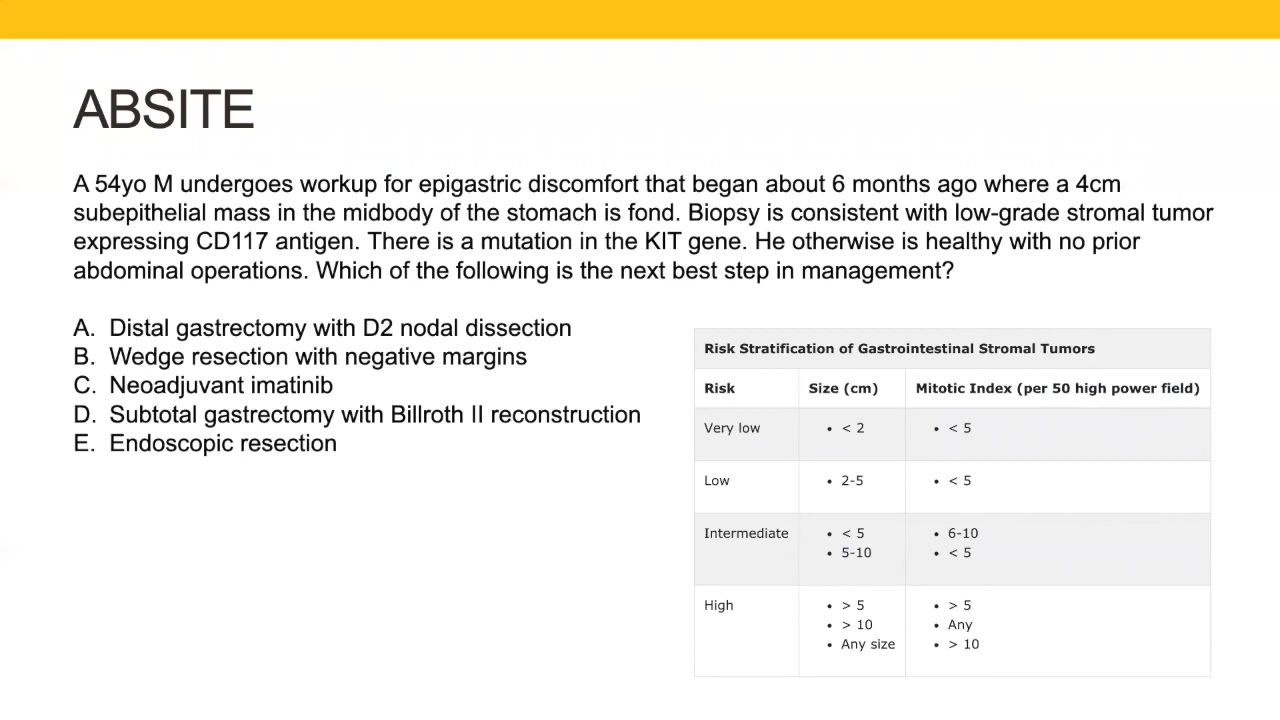 ABSITE
A 54yo M undergoes workup for epigastric discomfort that began about 6 months ago where a 4cm
subepithelial mass in the midbody of the stomach is fond. Biopsy is consistent with low-grade stromal tumor
expressing CD117 antigen. There is a mutation in the KIT gene. He otherwise is healthy with no prior
abdominal operations. Which of the following is the next best step in management?
A. Distal gastrectomy with D2 nodal dissection
B. Wedge resection with negative margins
C. Neoadjuvant imatinib
D. Subtotal gastrectomy with Billroth II reconstruction
E. Endoscopic resection
Risk Stratification of Gastrointestinal Stromal Tumors
Risk Size (cm) Mitotic Index (per 50 high power field)
Very low • < 2 • < 5
Low • 2-5 • < 5
Intermediate • < 5 • 6-10
• 5-10 • < 5
High • > 5 • > 5
• > 10 • Any
• Any size • > 10